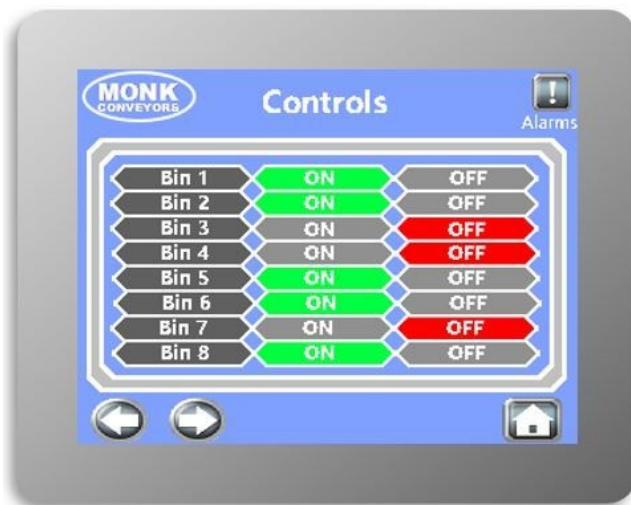 MONK
CONVEYORS
Controls
!
Alarms
Bin 1 ON OFF
Bin 2 ON OFF
Bin 3 ON OFF
Bin 4 ON OFF
Bin 5 ON OFF
Bin 6 ON OFF
Bin 7 ON OFF
Bin 8 ON OFF